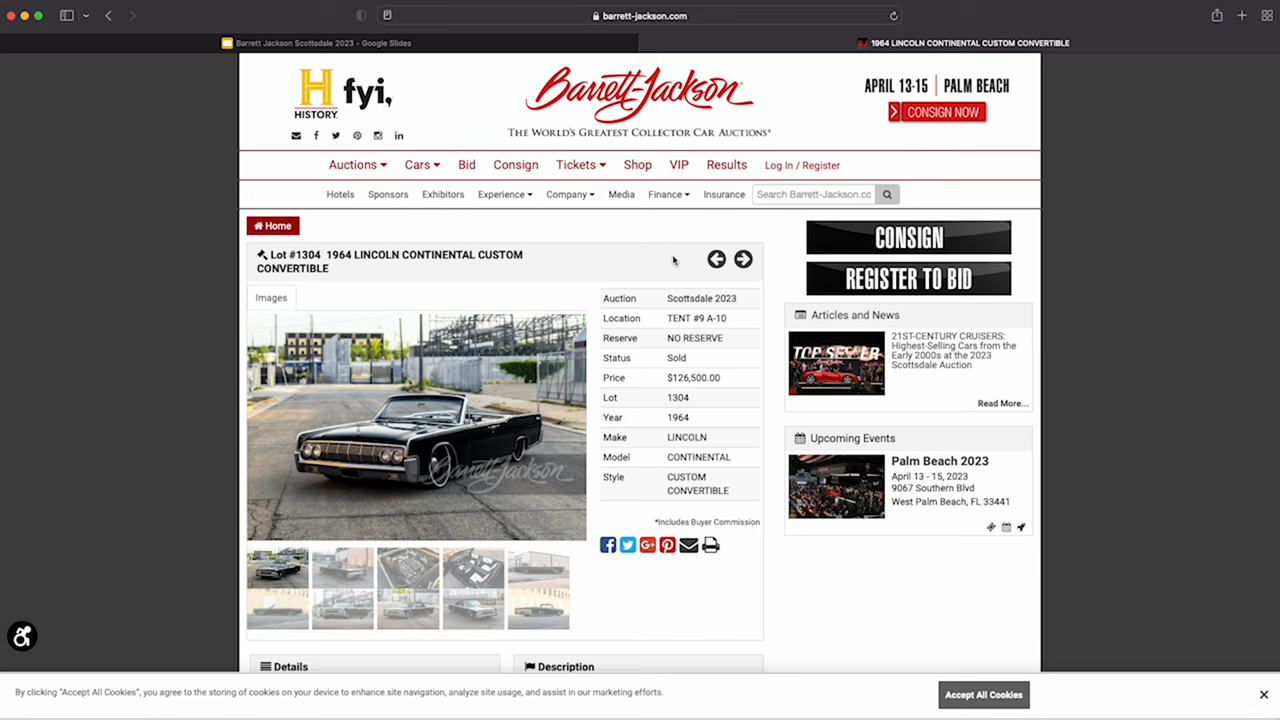 barrett-jackson.com
Barrett Jackson Scottsdale 2023 - Google Slides
1964 LINCOLN CONTINENTAL CUSTOM CONVERTIBLE
H
HISTORY.
fyi,
Barrett-Jackson
THE WORLD'S GREATEST COLLECTOR CAR AUCTIONS®
APRIL 13-15 | PALM BEACH
CONSIGN NOW
Auctions Cars Bid Consign Tickets Shop VIP Results Log In / Register
Hotels Sponsors Exhibitors Experience Company Media Finance Insurance Search Barrett-Jackson.cc
Home
Lot #1304 1964 LINCOLN CONTINENTAL CUSTOM
CONVERTIBLE
Images
Barrett-Jackson
Auction Scottsdale 2023
Location TENT #9 A-10
Reserve NO RESERVE
Status Sold
Price $126,500.00
Lot 1304
Year 1964
Make LINCOLN
Model CONTINENTAL
Style CUSTOM
CONVERTIBLE
*Includes Buyer Commission
CONSIGN
REGISTER TO BID
Articles and News
TOP SELLER
21ST-CENTURY CRUISERS:
Highest-Selling Cars from the
Early 2000s at the 2023
Scottsdale Auction
Read More...
Upcoming Events
Palm Beach 2023
April 13 - 15, 2023
9067 Southern Blvd
West Palm Beach, FL 33441
Details
Description
By clicking "Accept All Cookies", you agree to the storing of cookies on your device to enhance site navigation, analyze site usage, and assist in our marketing efforts.
Accept All Cookies